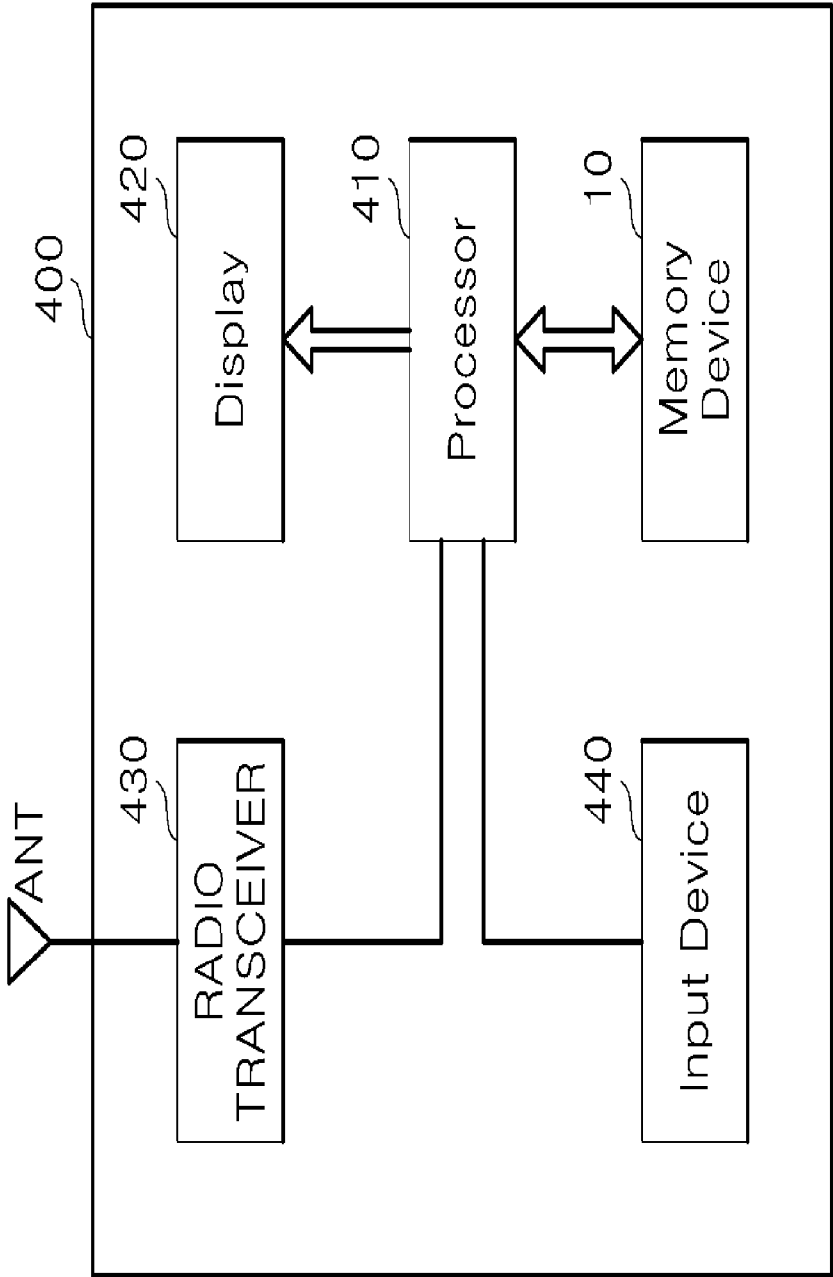 400
ANT
430
RADIO
TRANSCEIVER
420
Display
410
Processor
440
Input Device
10
Memory
Device